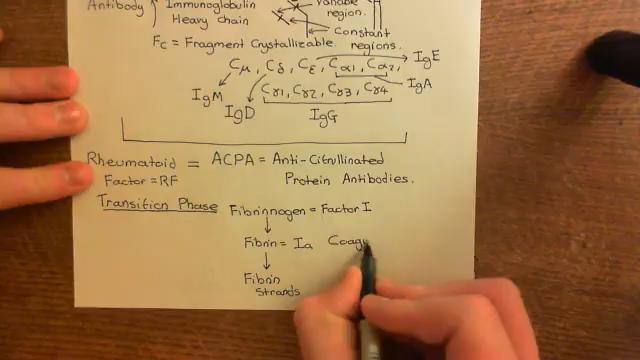 Antibody Immunoglobulin Variable
Heavy chain region.
Constant
Fc = Fragment Crystallizable regions.
Cμ, Cδ, Cε, Cα1, Cα2, IgE
IgM IgA
Cγ1, Cγ2, Cγ3, Cγ4
IgD IgG
Rheumatoid = ACPA = Anti-Citrullinated
Factor = RF Protein Antibodies.
Transition Phase Fibrinnogen = Factor I
Fibrin = Ia Coag
Fibrin
Strands